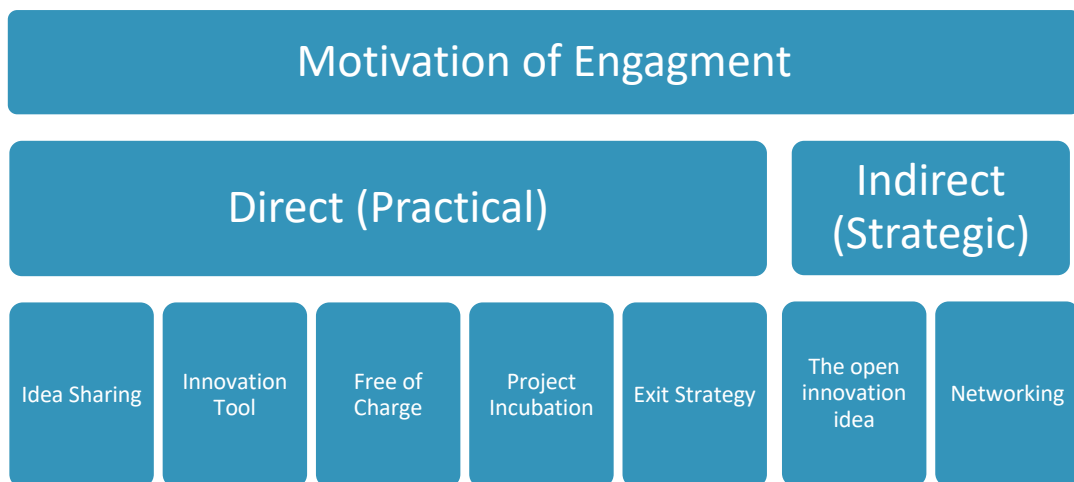 Motivation of Engagment
Direct (Practical)
Indirect
(Strategic)
Idea Sharing
Innovation
Tool
Free of
Charge
Project
Incubation
Exit Strategy
The open
innovation
idea
Networking